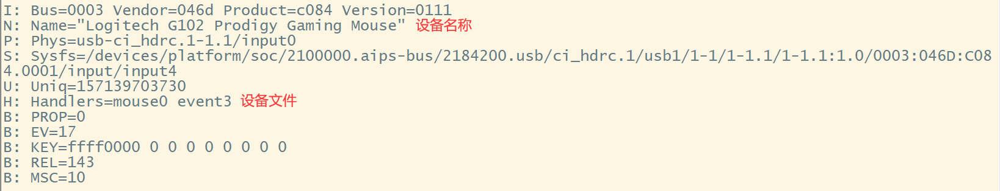 I: Bus=0003 Vendor=046d Product=c084 Version=0111
N: Name="Logitech G102 Prodigy Gaming Mouse" 设备名称
P: Phys=usb-ci_hdrc.1-1.1/input0
S: Sysfs=/devices/platform/soc/2100000.aips-bus/2184200.usb/ci_hdrc.1/usb1/1-1/1-1.1/1-1.1:1.0/0003:046D:C08
4.0001/input/input4
U: Uniq=157139703730
H: Handlers=mouse0 event3 设备文件
B: PROP=0
B: EV=17
B: KEY=ffff0000 0 0 0 0 0 0 0 0
B: REL=143
B: MSC=10